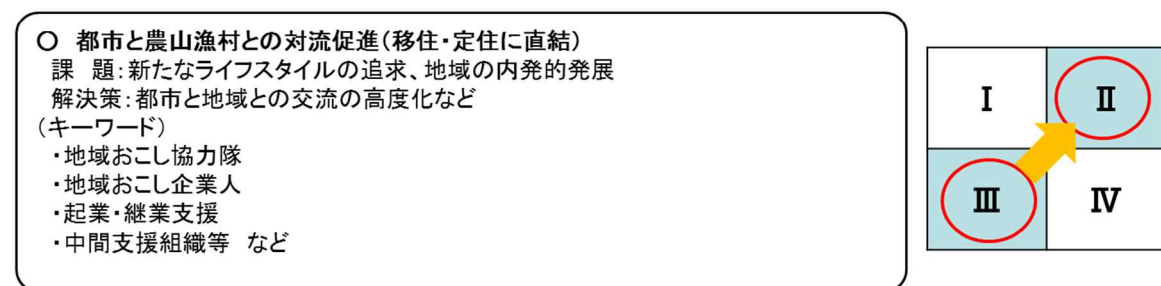 ○ 都市と農山漁村との対流促進(移住・定住に直結)
課 題:新たなライフスタイルの追求、地域の内発的発展
解決策:都市と地域との交流の高度化など
(キーワード)
・地域おこし協力隊
・地域おこし企業人
・起業・継業支援
・中間支援組織等 など
Ⅰ Ⅱ
Ⅲ Ⅳ